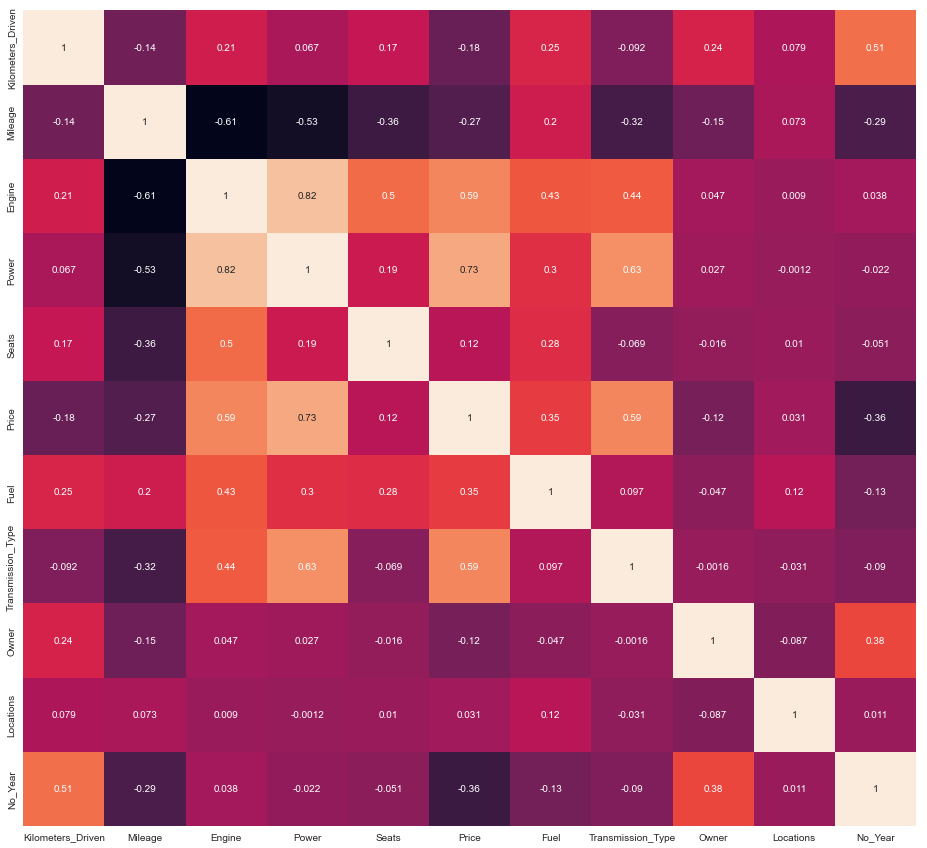 Kilometers_Driven 1 -0.14 0.21 0.067 0.17 -0.18 0.25 -0.092 0.24 0.079 0.51
Mileage -0.14 1 -0.61 -0.53 -0.36 -0.27 0.2 -0.32 -0.15 0.073 -0.29
Engine 0.21 -0.61 1 0.82 0.5 0.59 0.43 0.44 0.047 0.009 0.038
Power 0.067 -0.53 0.82 1 0.19 0.73 0.3 0.63 0.027 -0.0012 -0.022
Seats 0.17 -0.36 0.5 0.19 1 0.12 0.28 -0.069 -0.016 0.01 -0.051
Price -0.18 -0.27 0.59 0.73 0.12 1 0.35 0.59 -0.12 0.031 -0.36
Fuel 0.25 0.2 0.43 0.3 0.28 0.35 1 0.097 -0.047 0.12 -0.13
Transmission_Type -0.092 -0.32 0.44 0.63 -0.069 0.59 0.097 1 -0.0016 -0.031 -0.09
Owner 0.24 -0.15 0.047 0.027 -0.016 -0.12 -0.047 -0.0016 1 -0.087 0.38
Locations 0.079 0.073 0.009 -0.0012 0.01 0.031 0.12 -0.031 -0.087 1 0.011
No_Year 0.51 -0.29 0.038 -0.022 -0.051 -0.36 -0.13 -0.09 0.38 0.011 1
Kilometers_Driven Mileage Engine Power Seats Price Fuel Transmission_Type Owner Locations No_Year